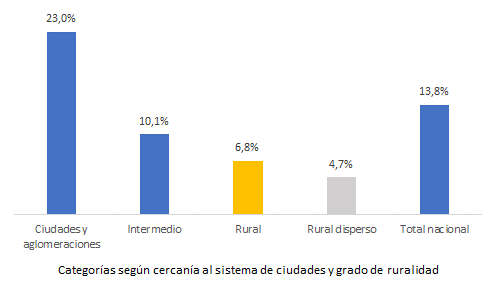 23,0%
10,1%
6,8%
4,7%
13,8%
Ciudades y
aglomeraciones
Intermedio
Rural
Rural disperso
Total nacional
Categorías según cercanía al sistema de ciudades y grado de ruralidad